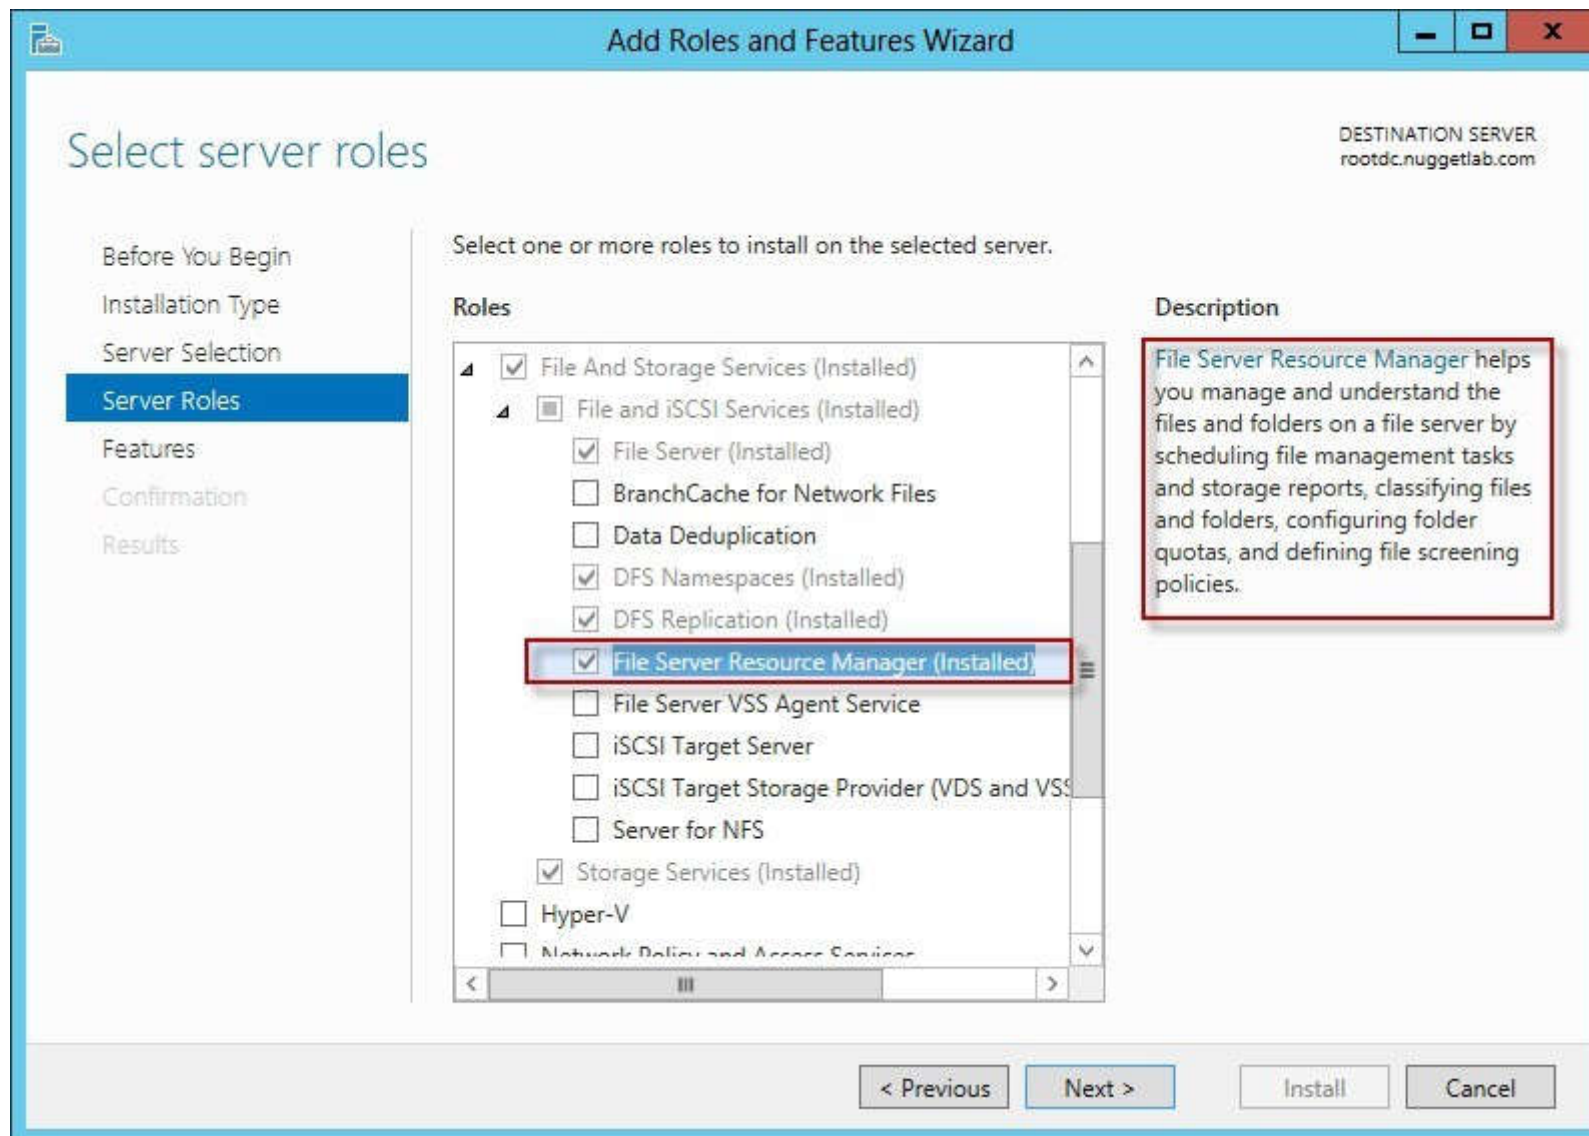 Add Roles and Features Wizard
Select server roles
DESTINATION SERVER
rootdc.nuggetlab.com
Before You Begin
Installation Type
Server Selection
Server Roles
Features
Confirmation
Results
Select one or more roles to install on the selected server.
Roles
File And Storage Services (Installed)
File and iSCSI Services (Installed)
File Server (Installed)
BranchCache for Network Files
Data Deduplication
DFS Namespaces (Installed)
DFS Replication (Installed)
File Server Resource Manager (Installed)
File Server VSS Agent Service
iSCSI Target Server
iSCSI Target Storage Provider (VDS and VSS
Server for NFS
Storage Services (Installed)
Hyper-V
Network Policy and Access Services
Description
File Server Resource Manager helps
you manage and understand the
files and folders on a file server by
scheduling file management tasks
and storage reports, classifying files
and folders, configuring folder
quotas, and defining file screening
policies.
< Previous
Next >
Install
Cancel